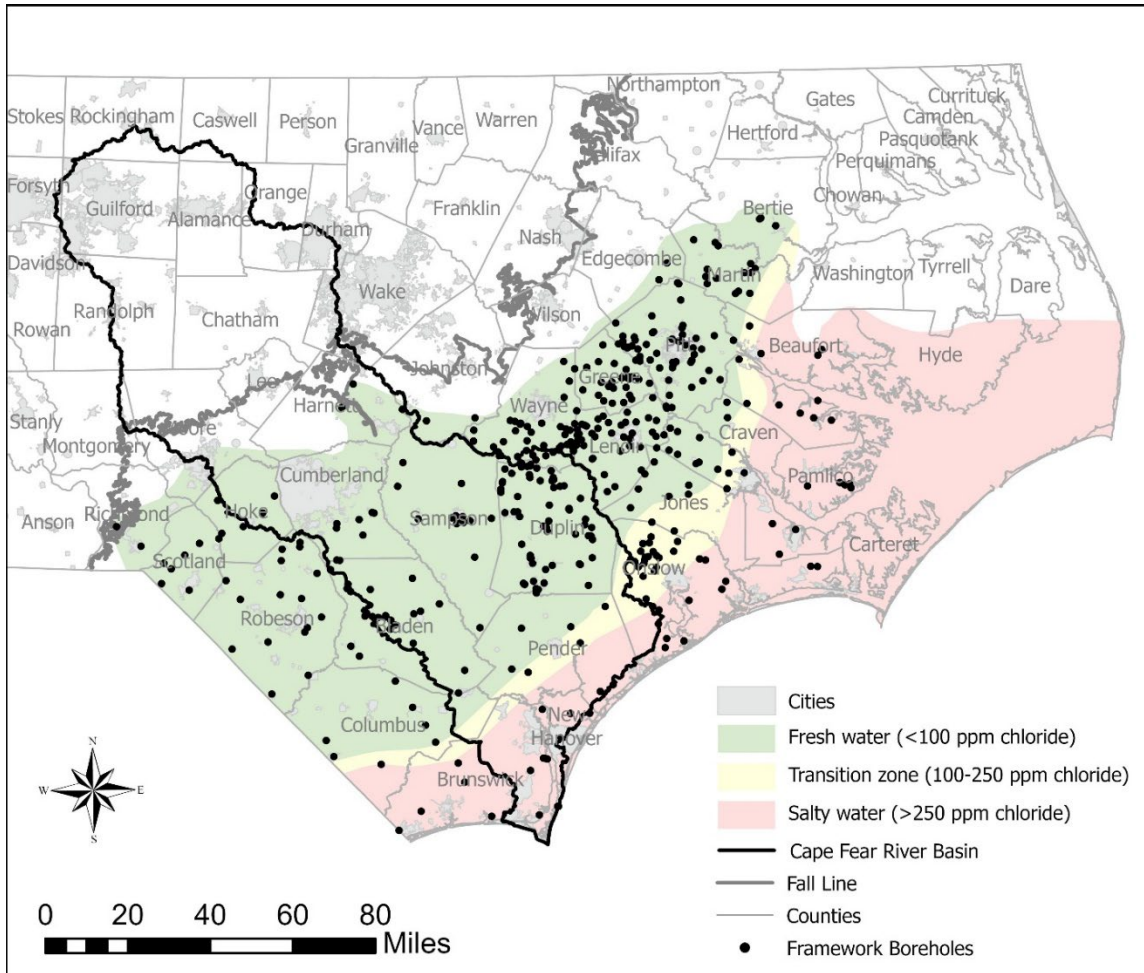 Northampton
Gates
Currituck
Camden
Pasquotank
Perquimans
Chowan
Stokes
Rockingham
Caswell
Person
Vance
Warren
Granville
Hertford
Halifax
Forsyth
Guilford
Alamance
Orange
Durham
Franklin
Nash
Bertie
Edgecombe
Martin
Washington
Tyrrell
Dare
Davidson
Randolph
Wake
Wilson
Rowan
Chatham
Johnston
Pitt
Beaufort
Hyde
Lee
Greene
Stanly
Montgomery
Moore
Harnett
Wayne
Craven
Lenoir
Cumberland
Pamlico
Anson
Richmond
Hoke
Sampson
Duplin
Jones
Carteret
Scotland
Onslow
Robeson
Bladen
Pender
Columbus
New
Hanover
Brunswick
Cities
Fresh water (<100 ppm chloride)
Transition zone (100-250 ppm chloride)
Salty water (>250 ppm chloride)
Cape Fear River Basin
Fall Line
Counties
Framework Boreholes
N
W E
S
0 20 40 60 80
Miles